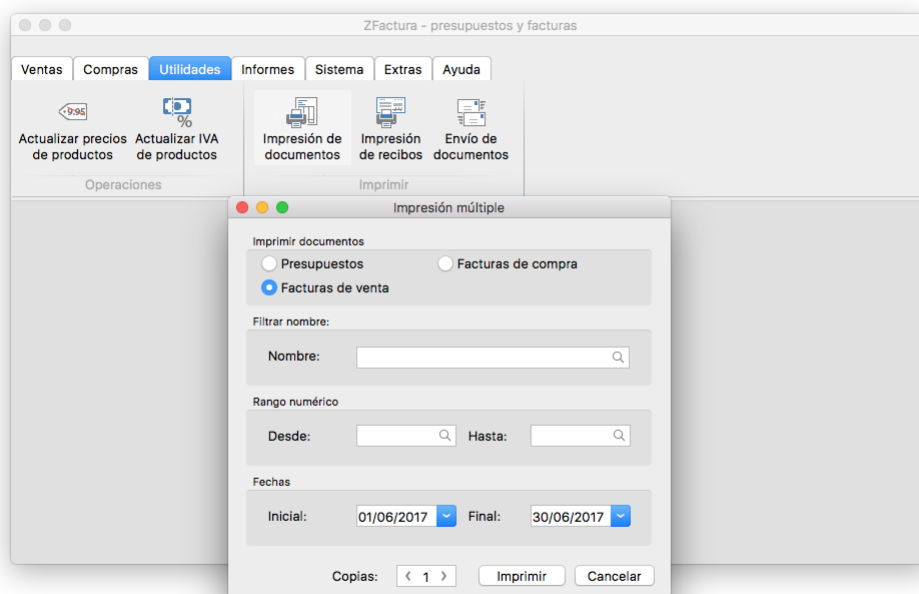 ZFactura - presupuestos y facturas
Ventas Compras Utilidades Informes Sistema Extras Ayuda
9.95 %
Actualizar precios Actualizar IVA Impresión de Impresión Envío de
de productos de productos documentos de recibos documentos
Operaciones Imprimir
Impresión múltiple
Imprimir documentos
Presupuestos Facturas de compra
Facturas de venta
Filtrar nombre:
Nombre:
Rango numérico
Desde: Hasta:
Fechas
Inicial: 01/06/2017 Final: 30/06/2017
Copias: 1 Imprimir Cancelar